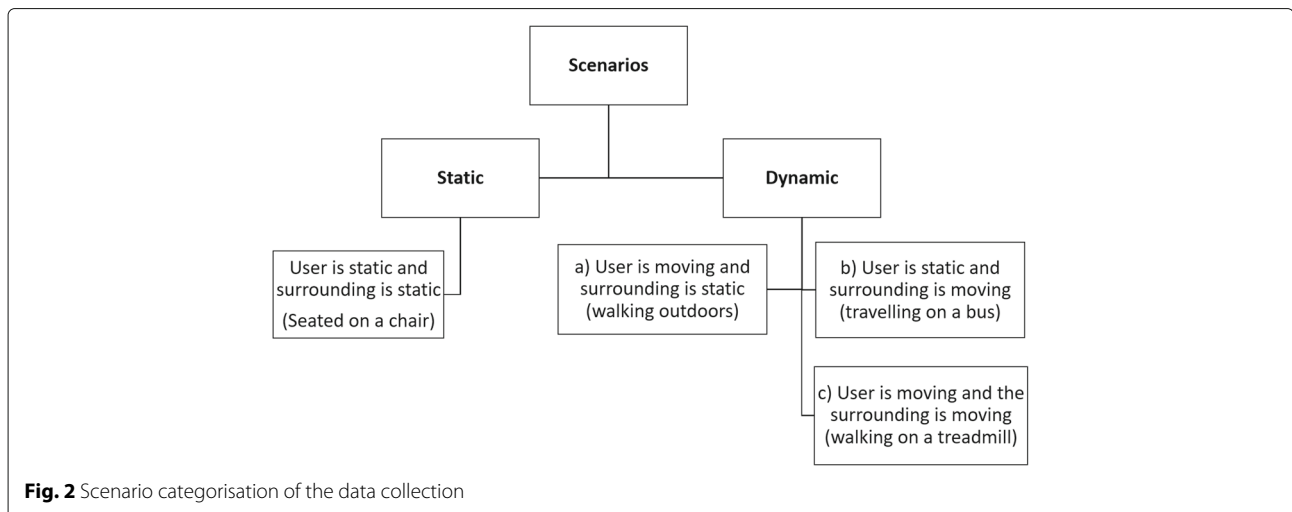 Scenarios
Static
Dynamic
User is static and
surrounding is static
(Seated on a chair)
a) User is moving and
surrounding is static
(walking outdoors)
b) User is static and
surrounding is moving
(travelling on a bus)
c) User is moving and the
surrounding is moving
(walking on a treadmill)
Fig. 2 Scenario categorisation of the data collection